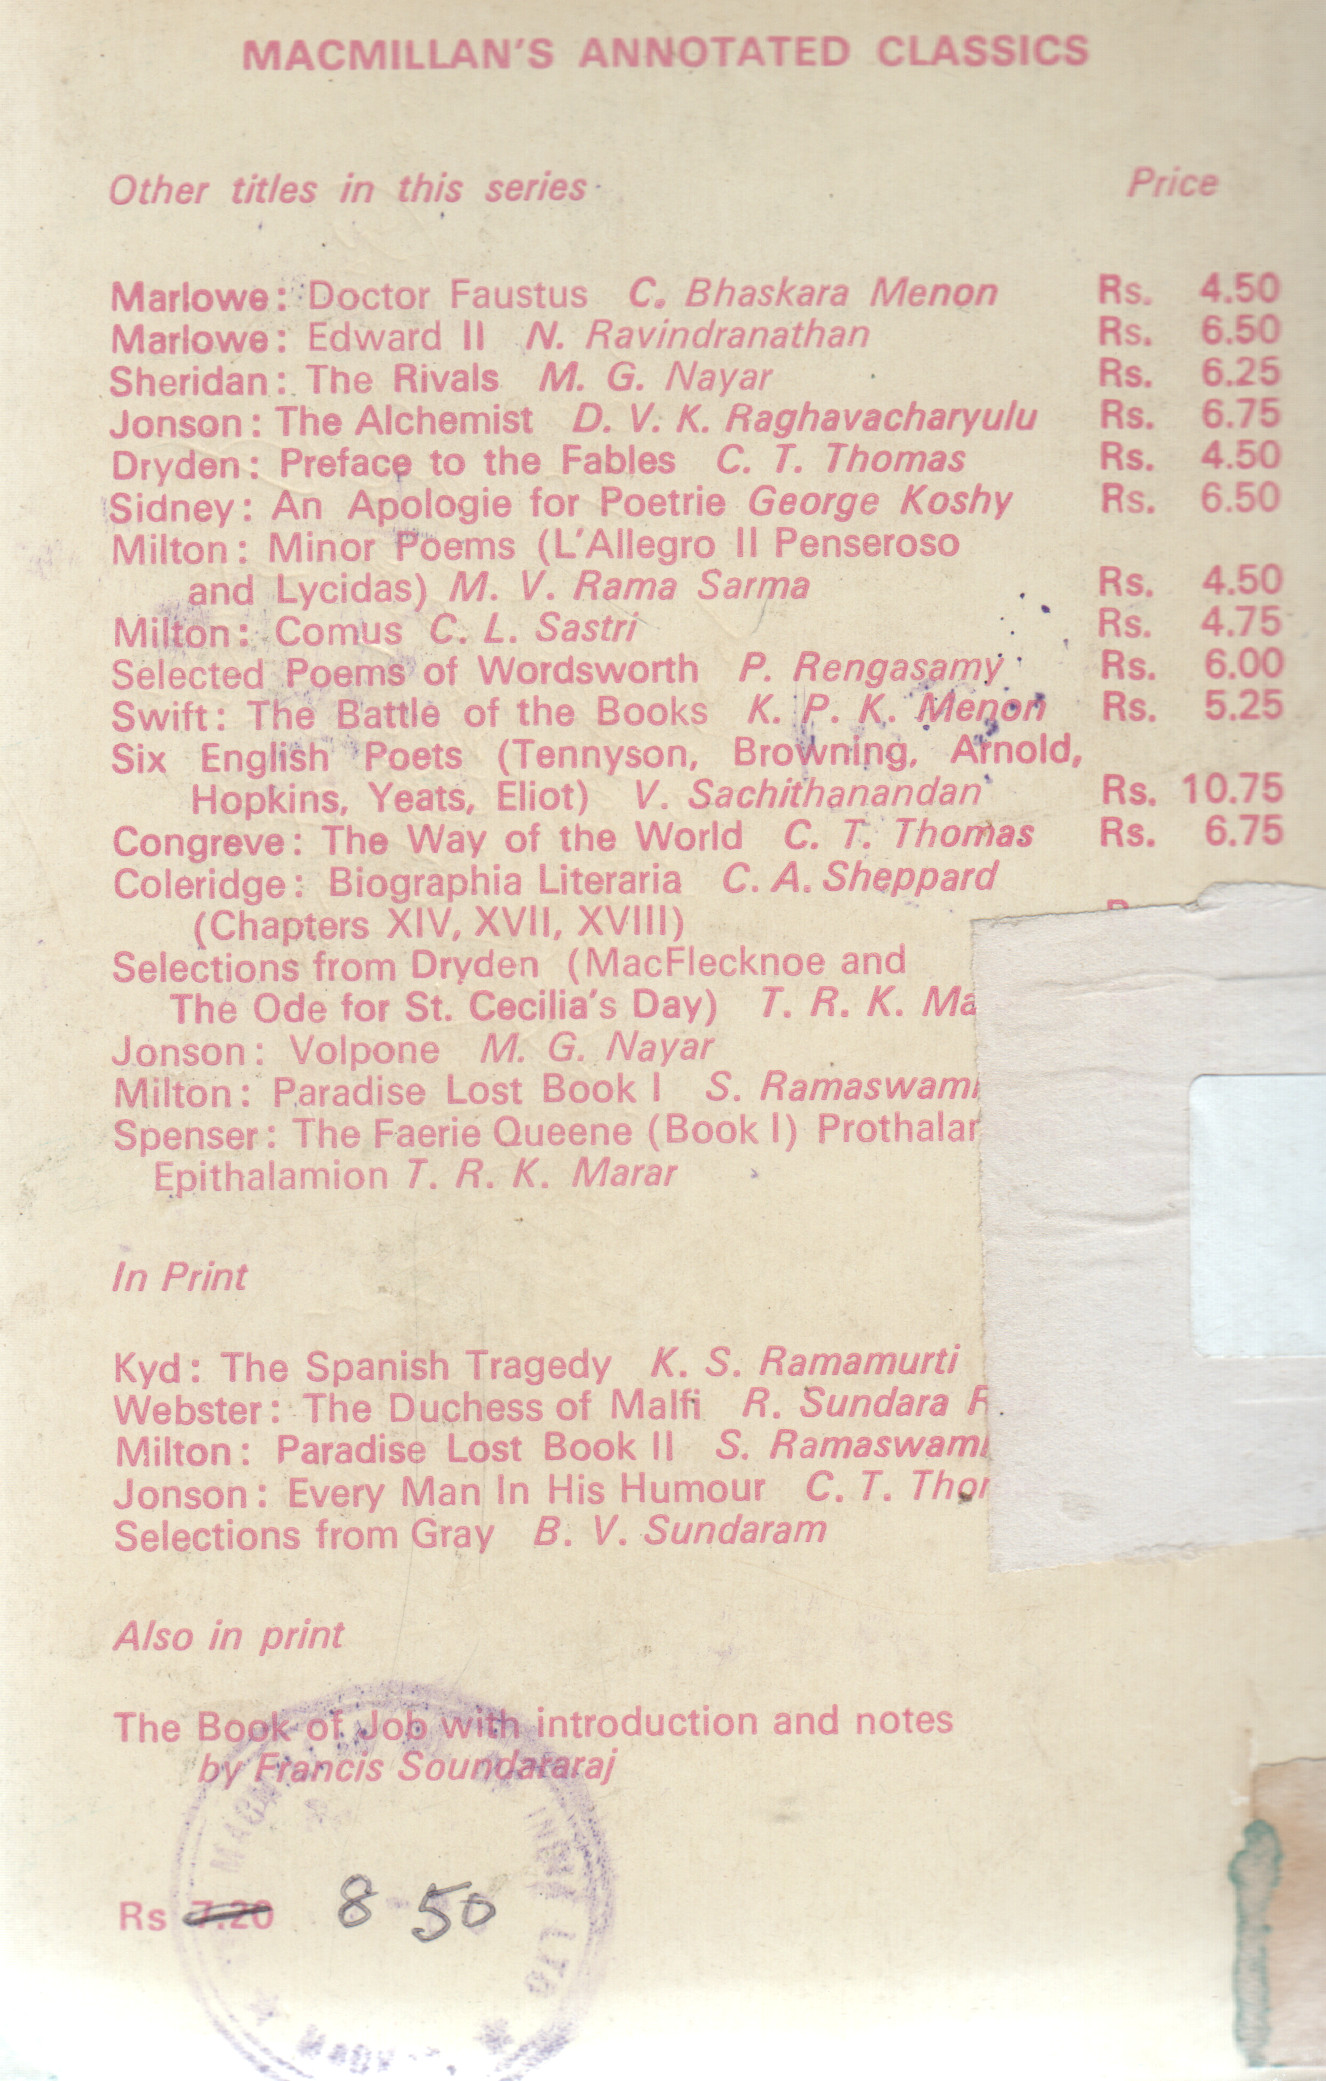 MACMILLAN'S ANNOTATED CLASSICS
Other titles in this series Price
Marlowe: Doctor Faustus C. Bhaskara Menon Rs. 4.50
Marlowe: Edward II N. Ravindranathan Rs. 6.50
Sheridan: The Rivals M. G. Nayar Rs. 6.25
Jonson: The Alchemist D. V. K. Raghavacharyulu Rs. 6.75
Dryden: Preface to the Fables C. T. Thomas Rs. 4.50
Sidney: An Apologie for Poetrie George Koshy Rs. 6.50
Milton: Minor Poems (L'Allegro II Penseroso
and Lycidas) M. V. Rama Sarma Rs. 4.50
Milton: Comus C. L. Sastri Rs. 4.75
Selected Poems of Wordsworth P. Rengasamy Rs. 6.00
Swift: The Battle of the Books K. P. K. Menon Rs. 5.25
Six English Poets (Tennyson, Browning, Arnold,
Hopkins, Yeats, Eliot) V. Sachithanandan Rs. 10.75
Congreve: The Way of the World C. T. Thomas Rs. 6.75
Coleridge: Biographia Literaria C. A. Sheppard
(Chapters XIV, XVII, XVIII)
Selections from Dryden (MacFlecknoe and
The Ode for St. Cecilia's Day) T. R. K. Ma
Jonson: Volpone M. G. Nayar
Milton: Paradise Lost Book I S. Ramaswami
Spenser: The Faerie Queene (Book I) Prothalam
Epithalamion T. R. K. Marar
In Print
Kyd: The Spanish Tragedy K. S. Ramamurti
Webster: The Duchess of Malfi R. Sundara R
Milton: Paradise Lost Book II S. Ramaswami
Jonson: Every Man In His Humour C. T. Thom
Selections from Gray B. V. Sundaram
Also in print
The Book of Job with introduction and notes
by Francis Soundararaj
Rs 7.20 8-50